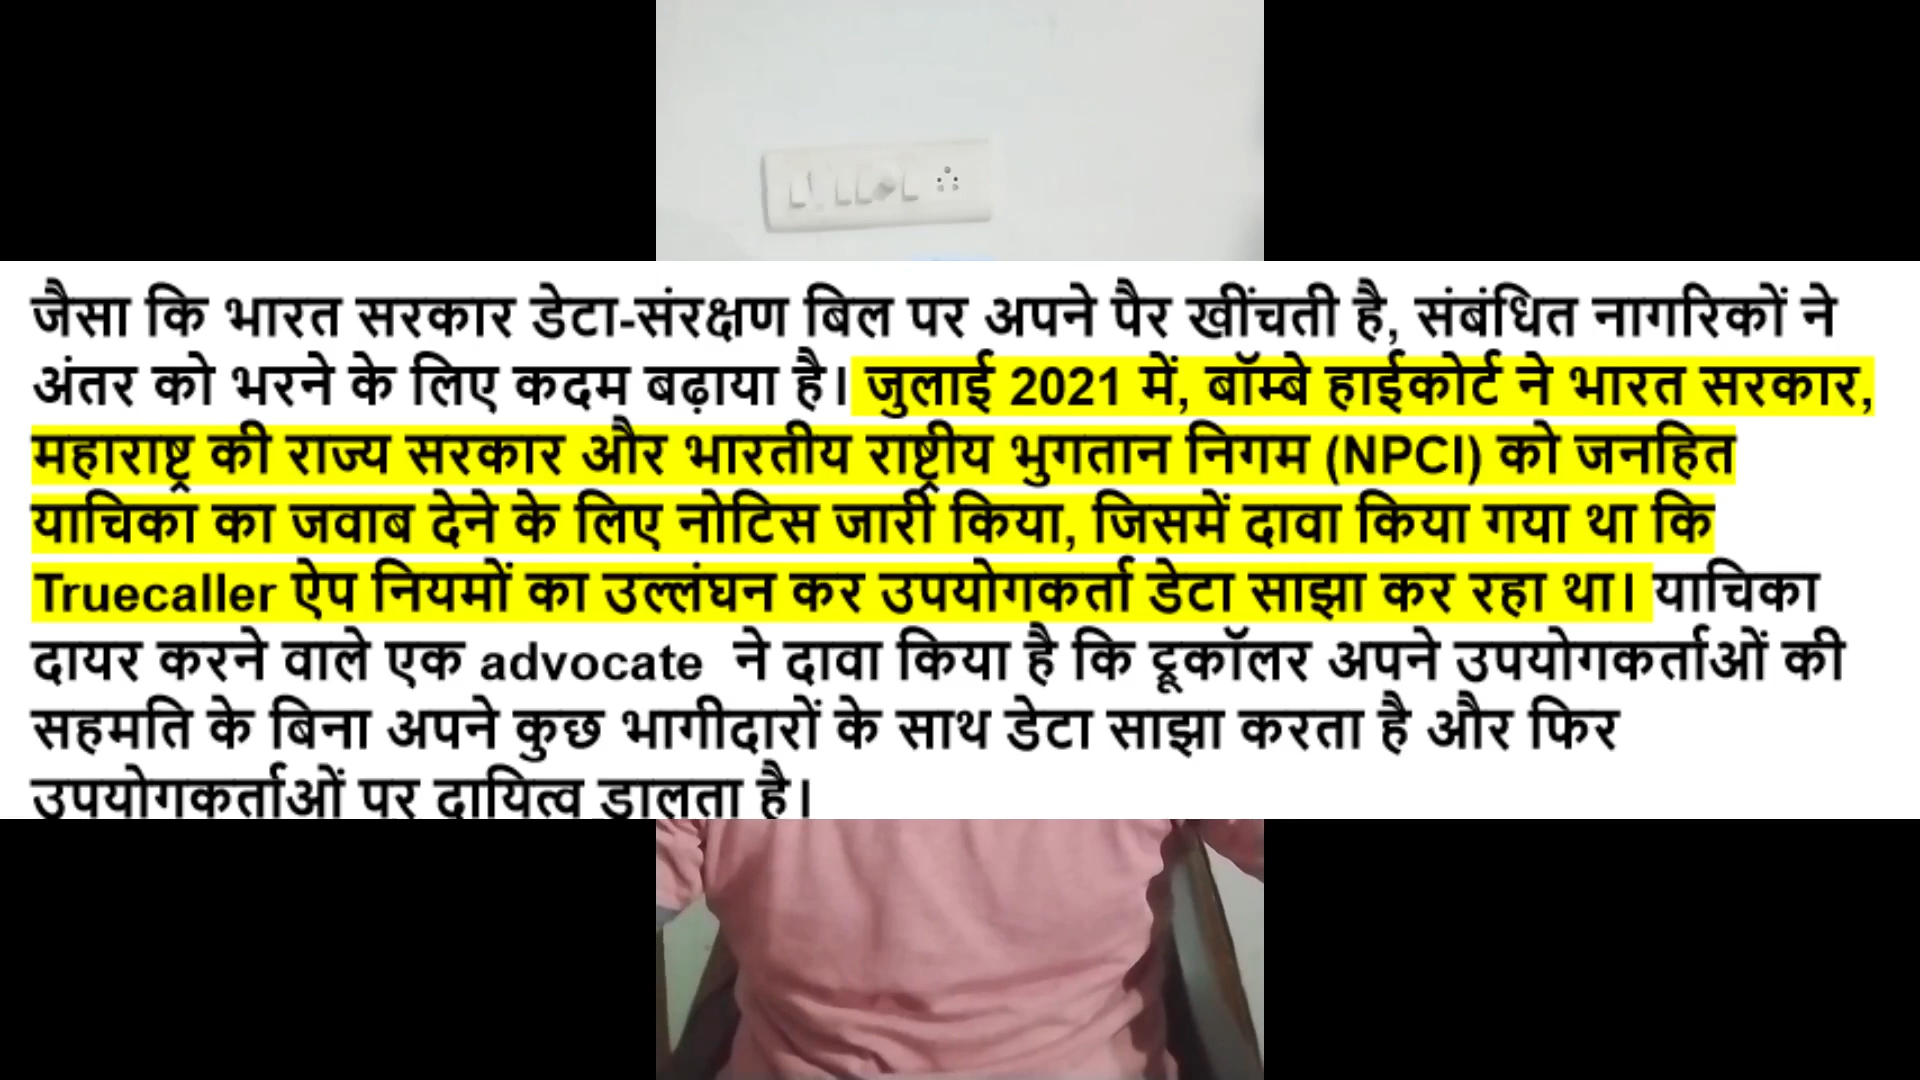 जैसा कि भारत सरकार डेटा-संरक्षण बिल पर अपने पैर खींचती है, संबंधित नागरिकों ने
अंतर को भरने के लिए कदम बढ़ाया है। जुलाई 2021 में, बॉम्बे हाईकोर्ट ने भारत सरकार,
महाराष्ट्र की राज्य सरकार और भारतीय राष्ट्रीय भुगतान निगम (NPCI) को जनहित
याचिका का जवाब देने के लिए नोटिस जारी किया, जिसमें दावा किया गया था कि
Truecaller ऐप नियमों का उल्लंघन कर उपयोगकर्ता डेटा साझा कर रहा था। याचिका
दायर करने वाले एक advocate ने दावा किया है कि ट्रूकॉलर अपने उपयोगकर्ताओं की
सहमति के बिना अपने कुछ भागीदारों के साथ डेटा साझा करता है और फिर
उपयोगकर्ताओं पर दायित्व डालता है।